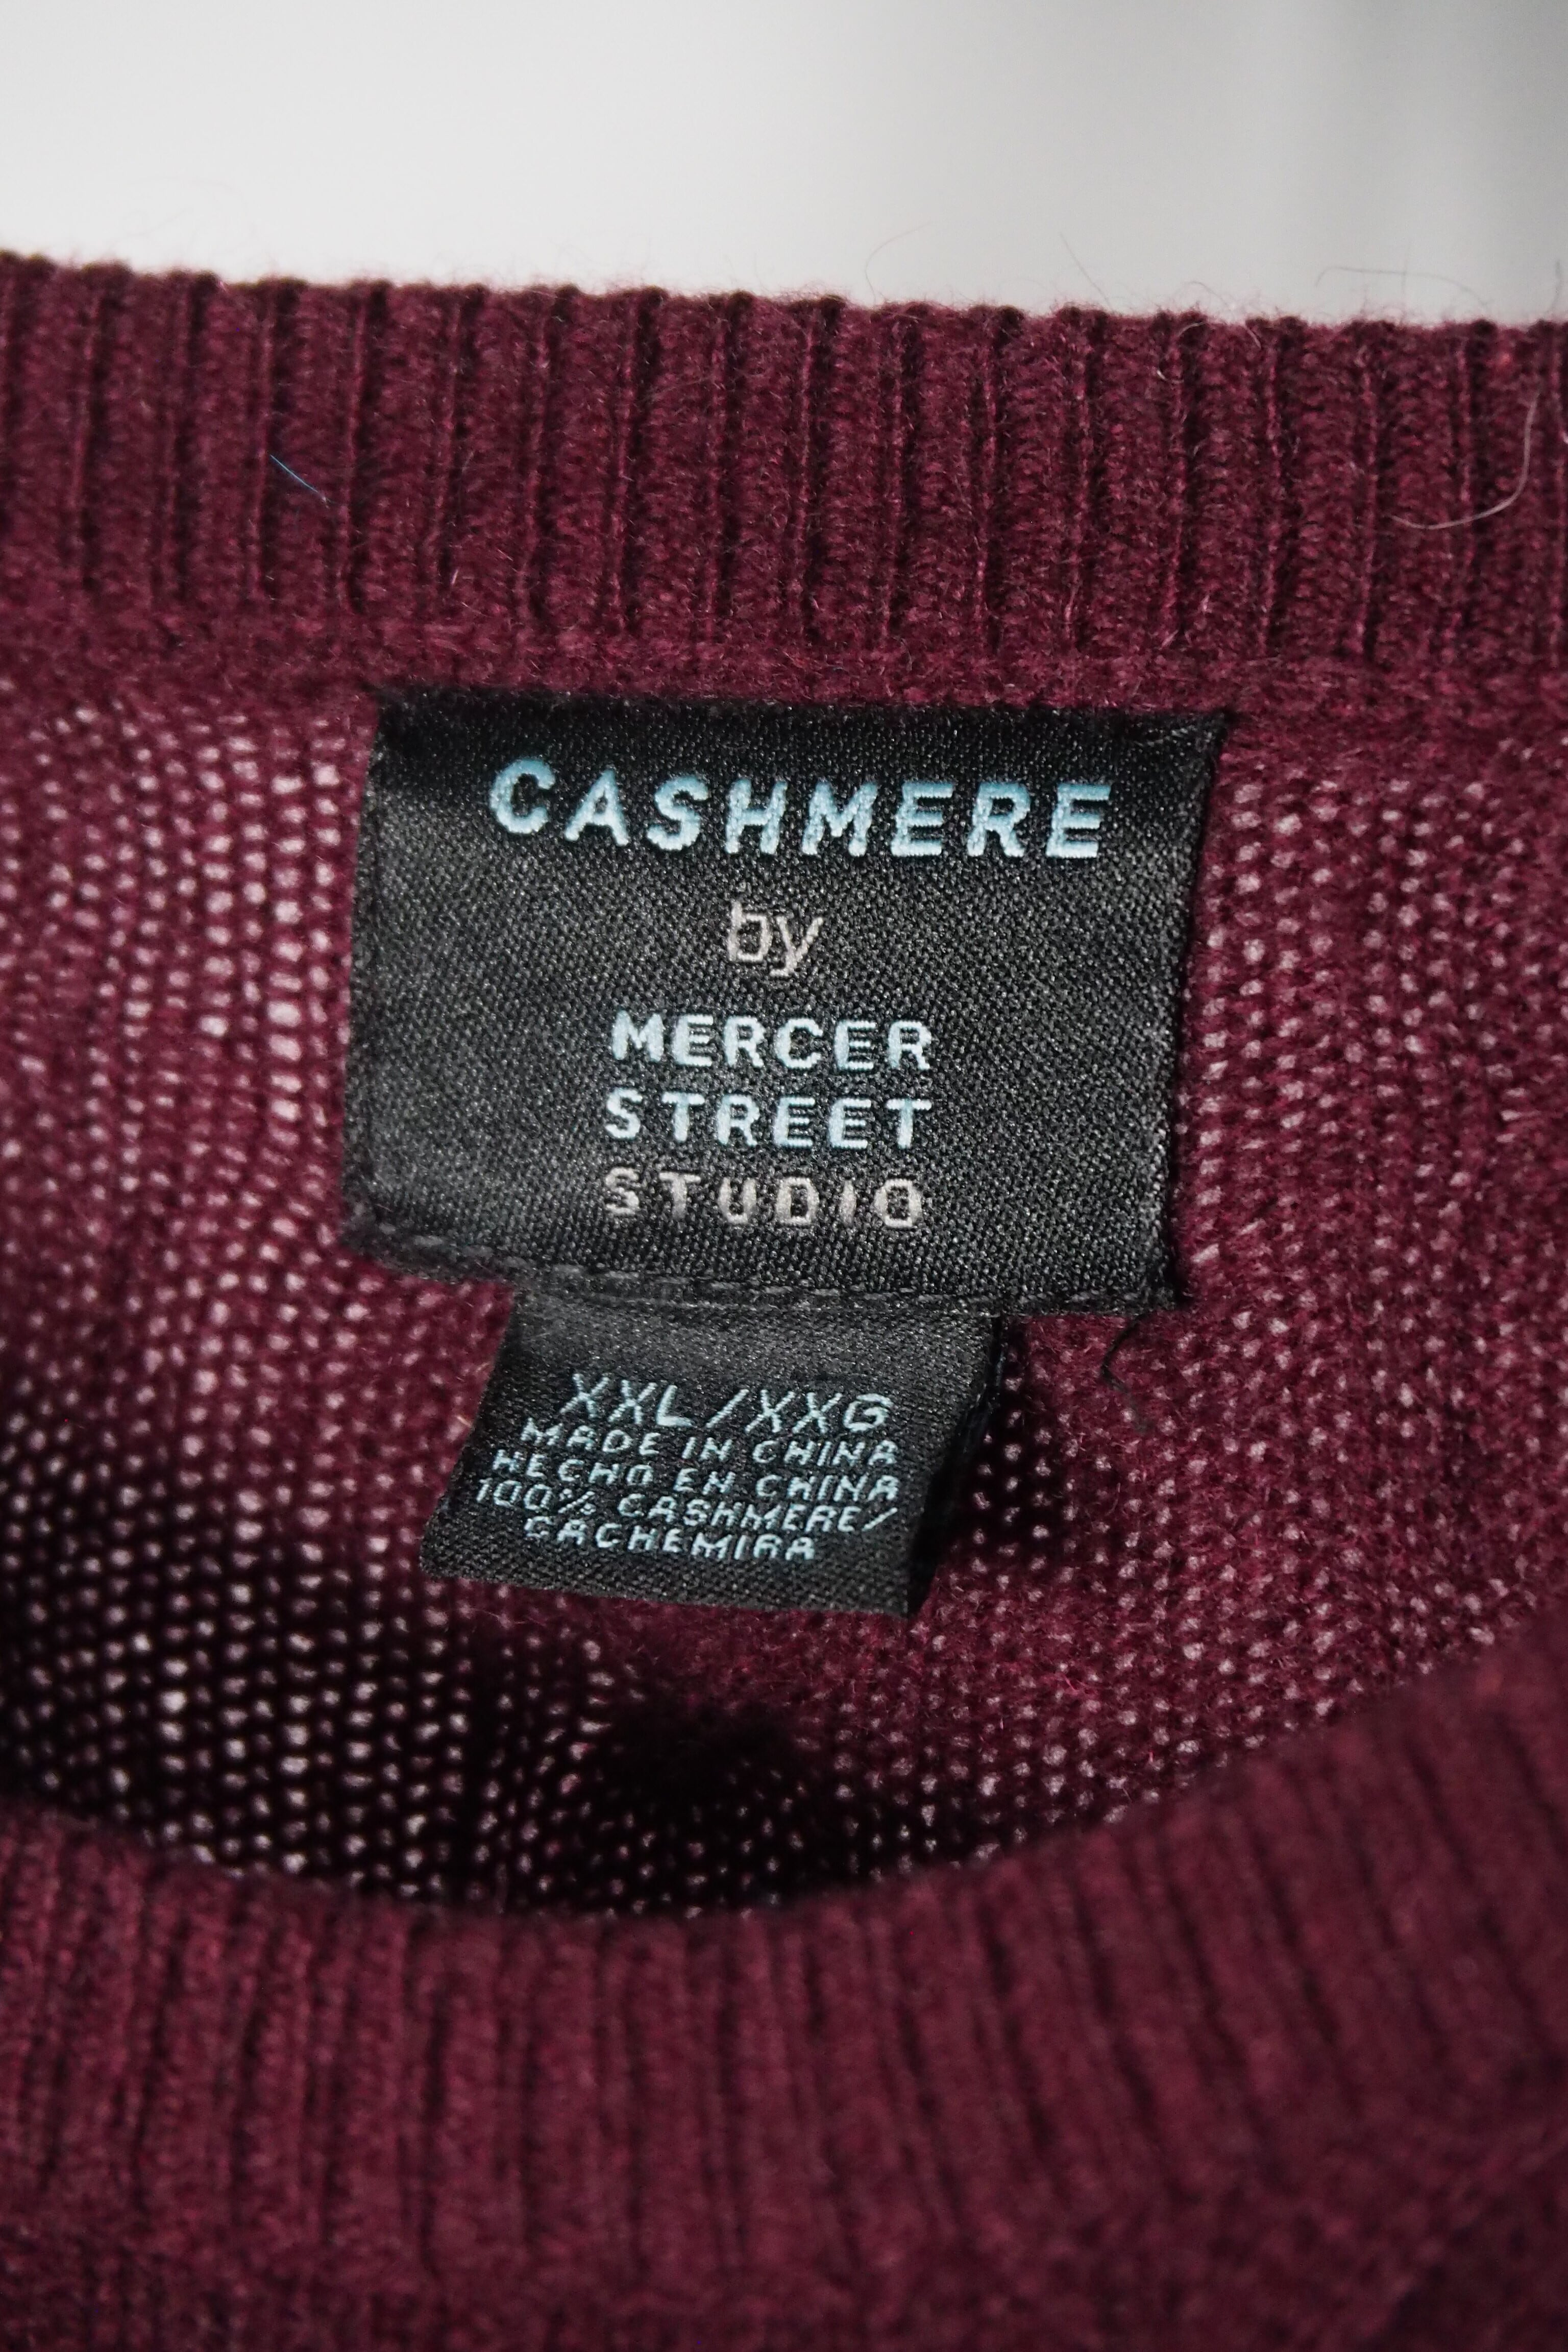 CASHMERE
by
MERCER
STREET
STUDIO
XXL/XXG
MADE IN CHINA
HECHO EN CHINA
100% CASHMERE/
CACHEMIRA